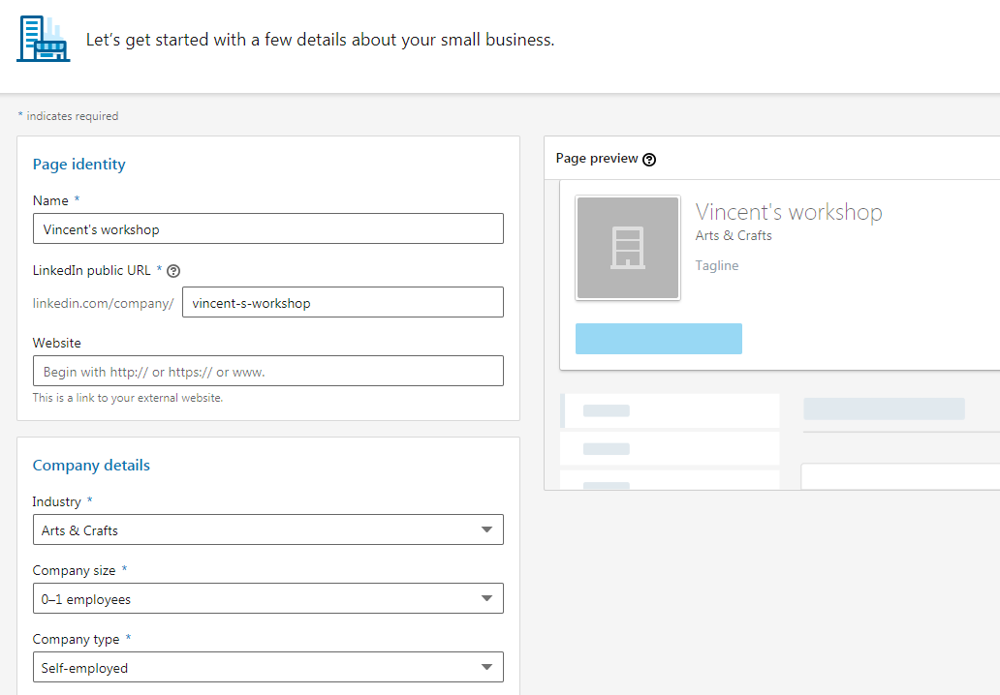 Let's get started with a few details about your small business.
* indicates required
Page identity
Name *
Vincent's workshop
LinkedIn public URL *
linkedin.com/company/ vincent-s-workshop
Website
Begin with http:// or https:// or www.
This is a link to your external website.
Company details
Industry *
Arts & Crafts
Company size *
0–1 employees
Company type *
Self-employed
Page preview
Vincent's workshop
Arts & Crafts
Tagline